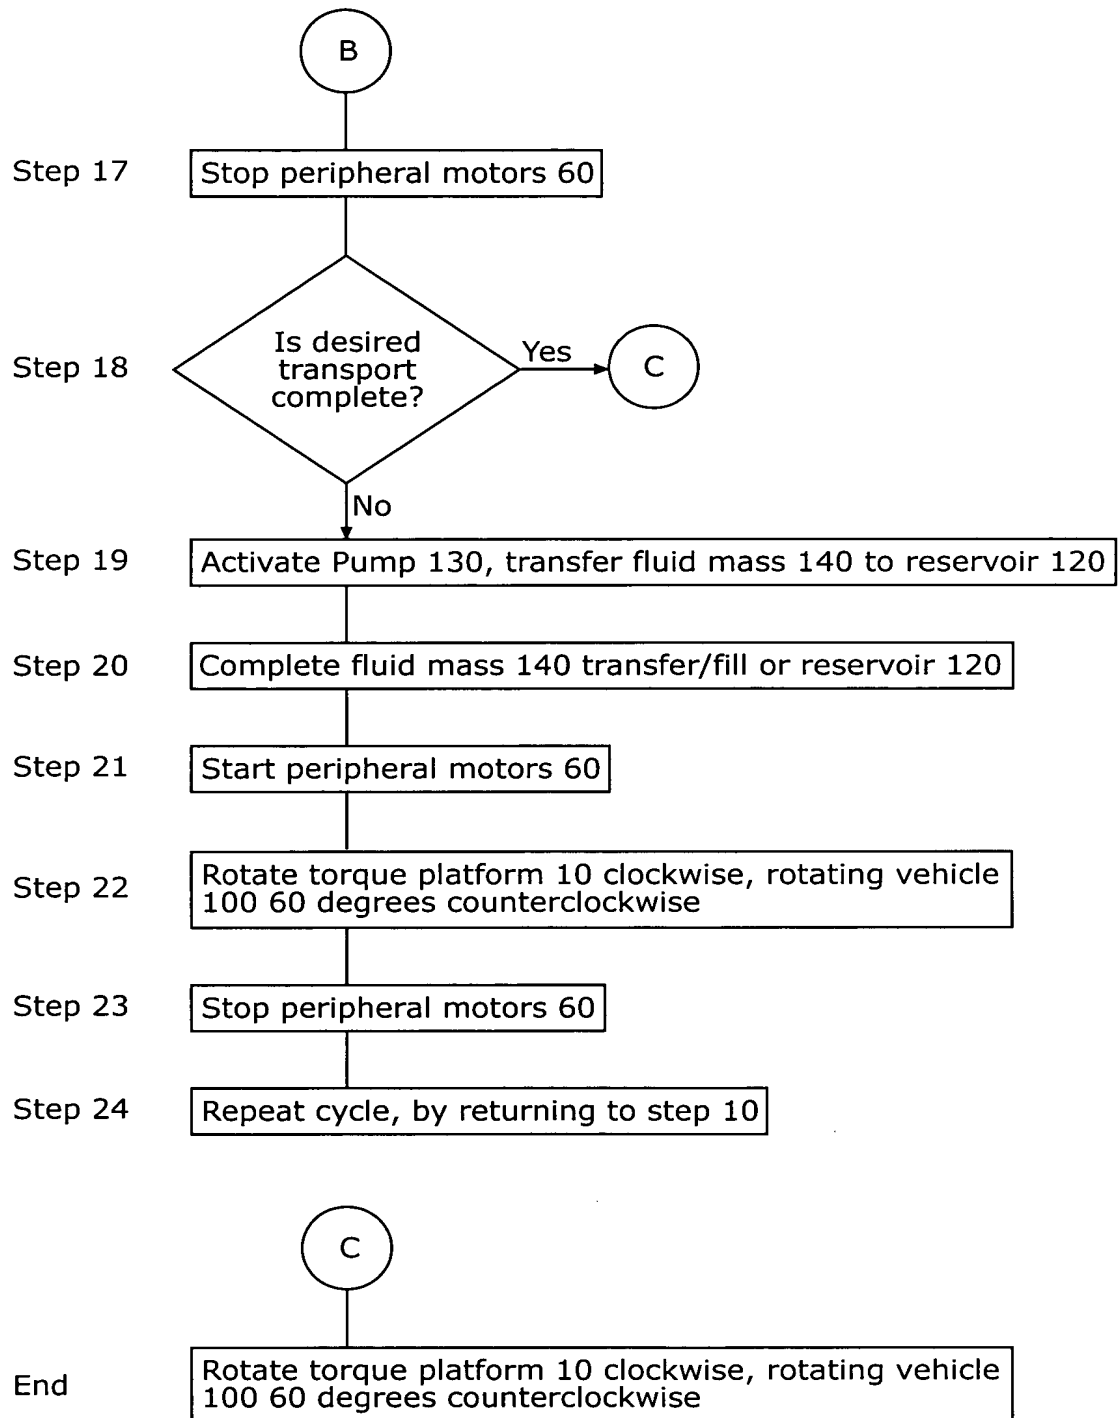 B
Step 17
Stop peripheral motors 60
Step 18
Is desired
transport
complete?
Yes
C
No
Step 19
Activate Pump 130, transfer fluid mass 140 to reservoir 120
Step 20
Complete fluid mass 140 transfer/fill or reservoir 120
Step 21
Start peripheral motors 60
Step 22
Rotate torque platform 10 clockwise, rotating vehicle
100 60 degrees counterclockwise
Step 23
Stop peripheral motors 60
Step 24
Repeat cycle, by returning to step 10
C
End
Rotate torque platform 10 clockwise, rotating vehicle
100 60 degrees counterclockwise